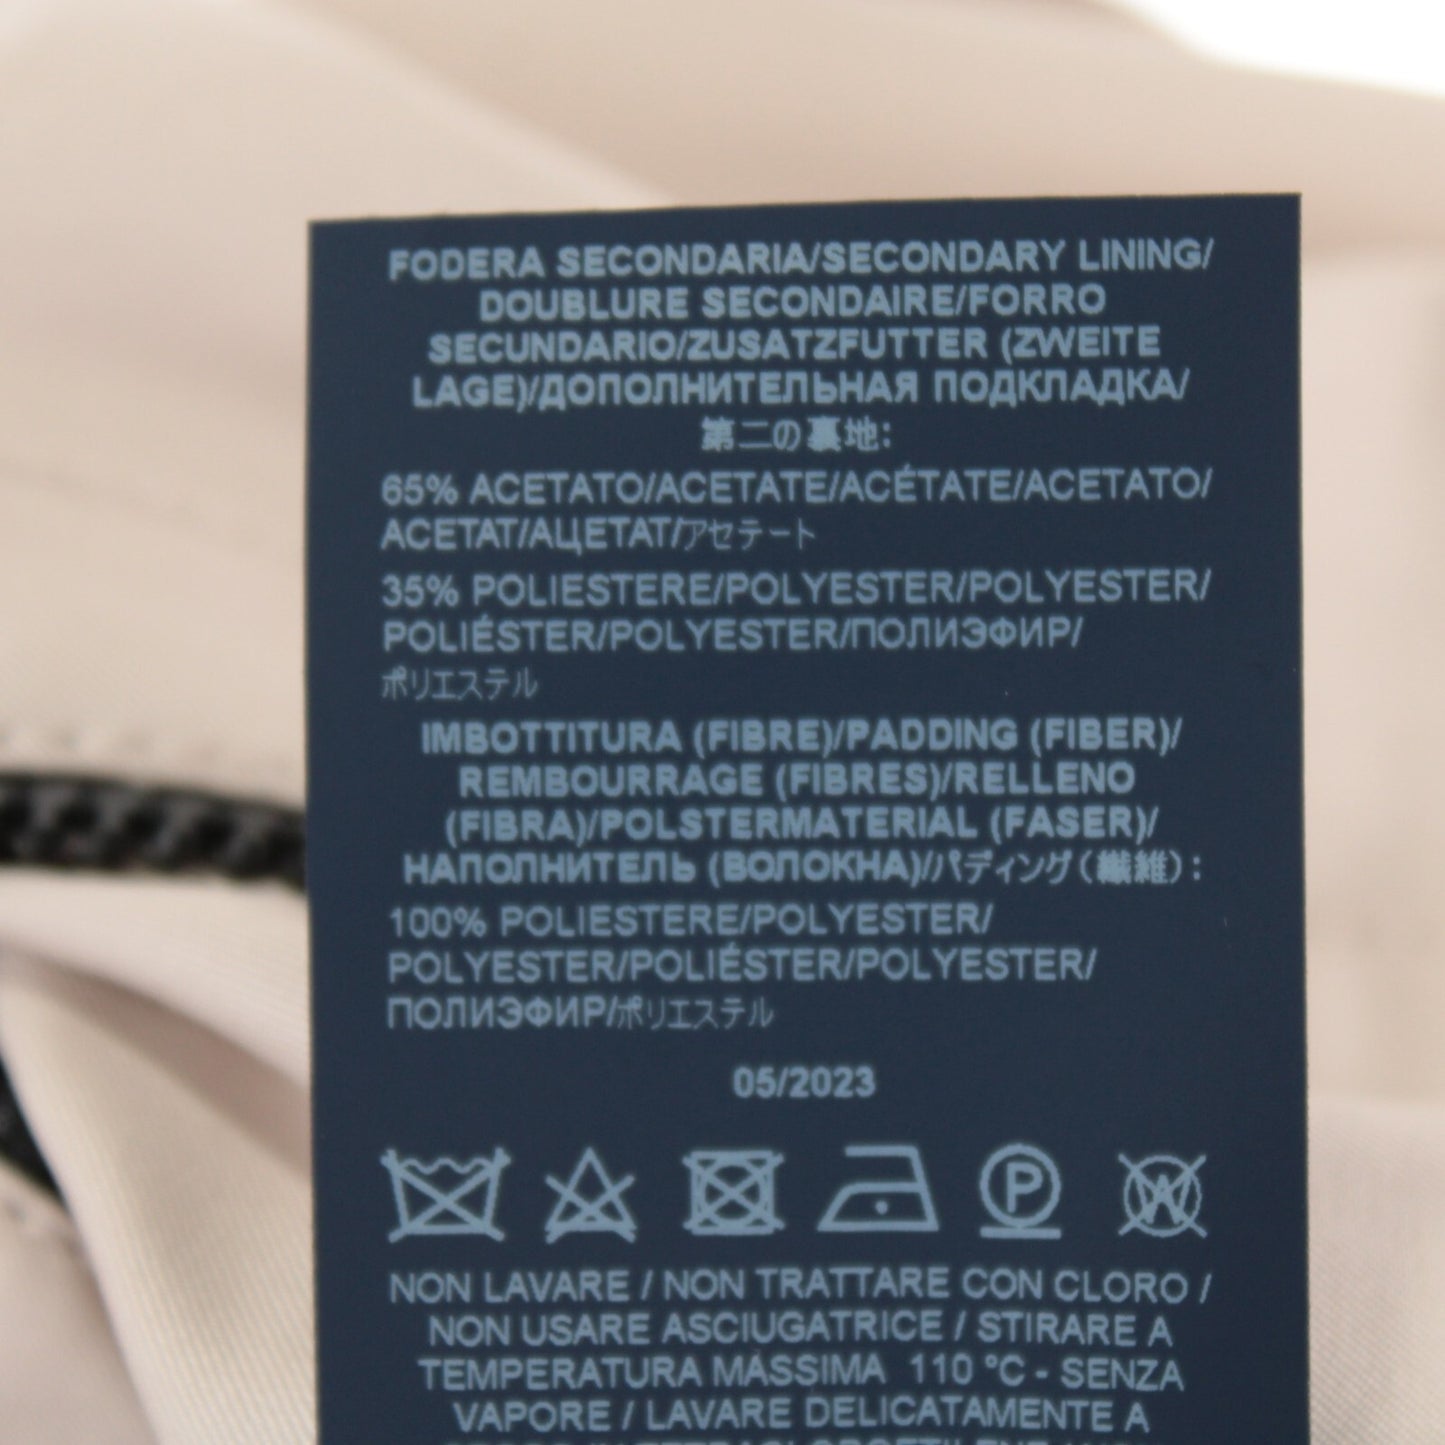 FODERA SECONDARIA/SECONDARY LINING/
DOUBLURE SECONDAIRE/FORRO
SECUNDARIO/ZUSATZFUTTER (ZWEITE
LAGE)/ДОПОЛНИТЕЛЬНАЯ ПОДКЛАДКА/
第二の裏地:
65% ACETATO/ACETATE/ACÉTATE/ACETATO/
ACETAT/АЦЕТАТ/アセテート
35% POLIESTERE/POLYESTER/POLYESTER/
POLIÉSTER/POLYESTER/ПОЛИЭФИР/
ポリエステル
IMBOTTITURA (FIBRE)/PADDING (FIBER)/
REMBOURRAGE (FIBRES)/RELLENO
(FIBRA)/POLSTERMATERIAL (FASER)/
НАПОЛНИТЕЛЬ (ВОЛОКНА)/パディング(繊維):
100% POLIESTERE/POLYESTER/
POLYESTER/POLIÉSTER/POLYESTER/
ПОЛИЭФИР/ポリエステル
05/2023
P W
NON LAVARE / NON TRATTARE CON CLORO /
NON USARE ASCIUGATRICE / STIRARE A
TEMPERATURA MASSIMA 110 °C - SENZA
VAPORE / LAVARE DELICATAMENTE A